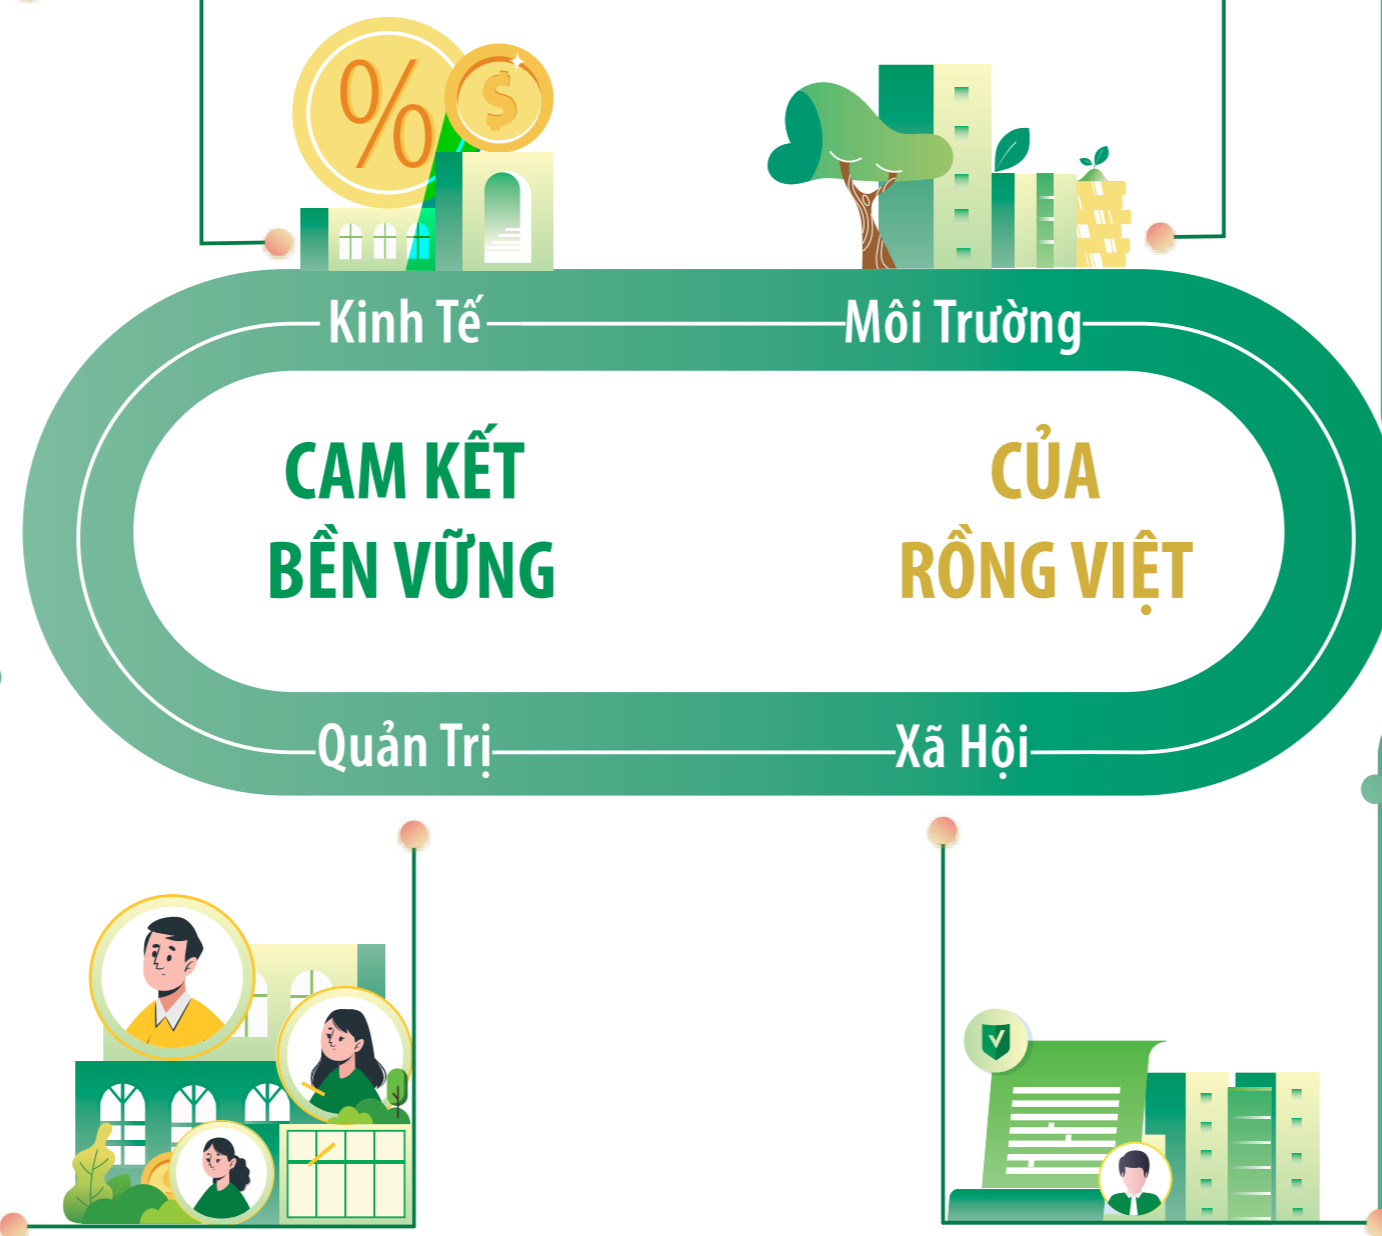 %
$
Kinh Tế
Môi Trường
CAM KẾT
BỀN VỮNG
CỦA
RỒNG VIỆT
Quản Trị
Xã Hội